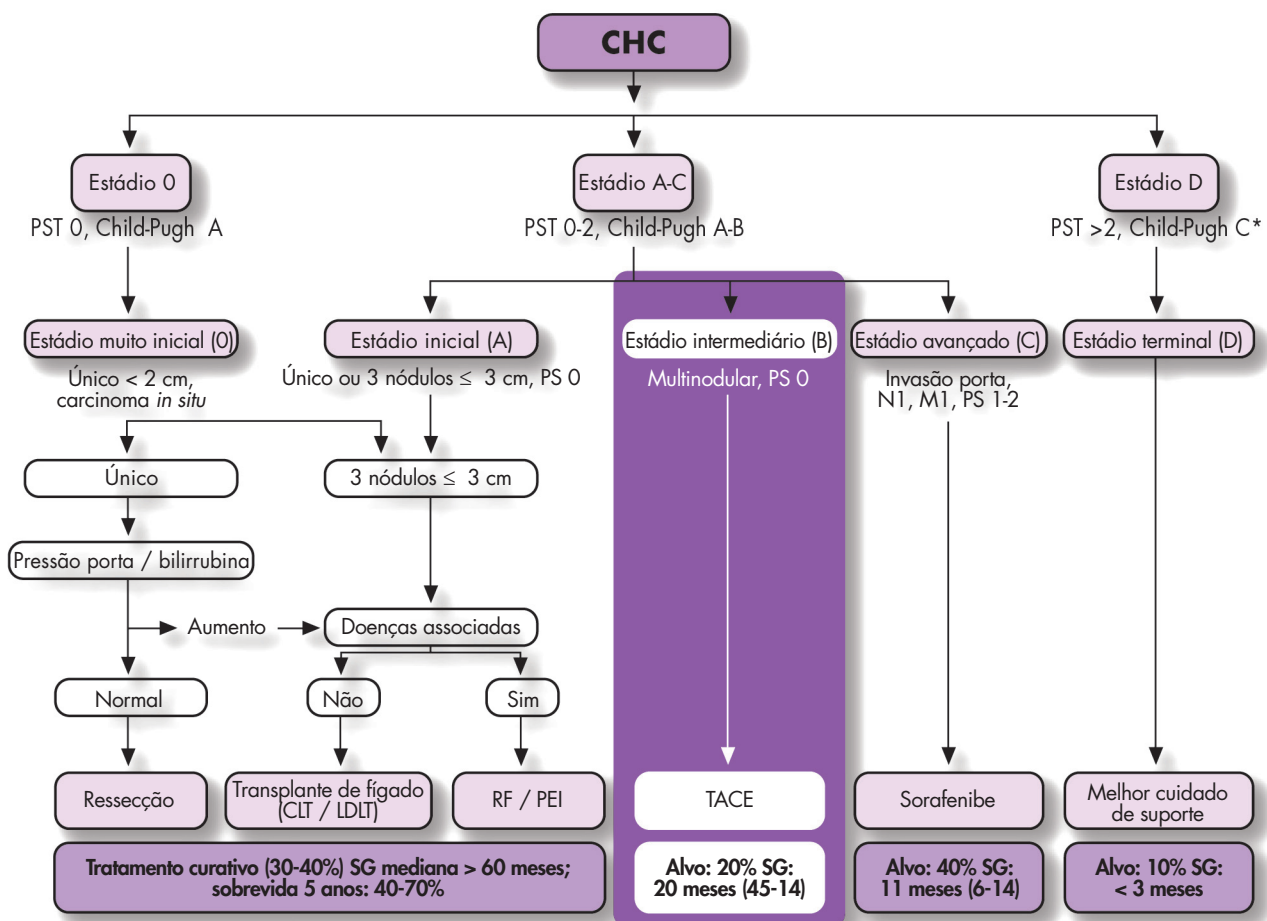 CHC
Estádio 0
PST 0, Child-Pugh A
Estádio A-C
PST 0-2, Child-Pugh A-B
Estádio D
PST >2, Child-Pugh C*
Estádio muito inicial (0)
Único < 2 cm,
carcinoma in situ
Estádio inicial (A)
Único ou 3 nódulos ≤ 3 cm, PS 0
Estádio intermediário (B)
Multinodular, PS 0
Estádio avançado (C)
Invasão porta,
N1, M1, PS 1-2
Estádio terminal (D)
Único
3 nódulos ≤ 3 cm
Pressão porta / bilirrubina
Aumento
Doenças associadas
Normal
Não
Sim
Ressecção
Transplante de fígado
(CLT / LDLT)
RF / PEI
TACE
Sorafenibe
Melhor cuidado
de suporte
Tratamento curativo (30-40%) SG mediana > 60 meses;
sobrevida 5 anos: 40-70%
Alvo: 20% SG:
20 meses (45-14)
Alvo: 40% SG:
11 meses (6-14)
Alvo: 10% SG:
< 3 meses